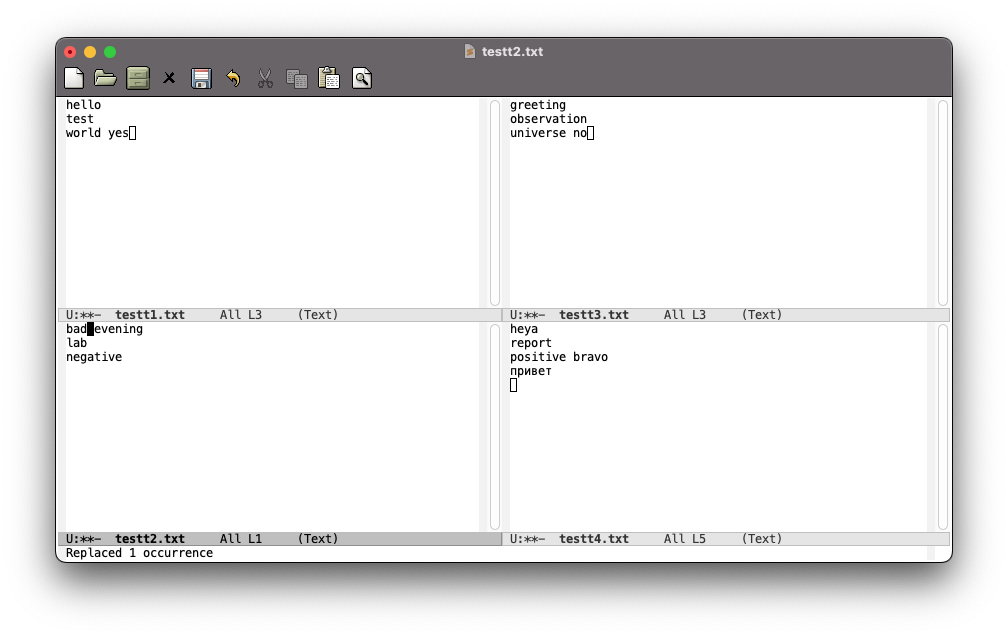 testt2.txt
hello
test
world yes
U:**-  testt1.txt     All L3     (Text)
greeting
observation
universe no
U:**-  testt3.txt     All L3     (Text)
bad evening
lab
negative
U:**-  testt2.txt     All L1     (Text)
heya
report
positive bravo
привет
U:**-  testt4.txt     All L5     (Text)
Replaced 1 occurrence